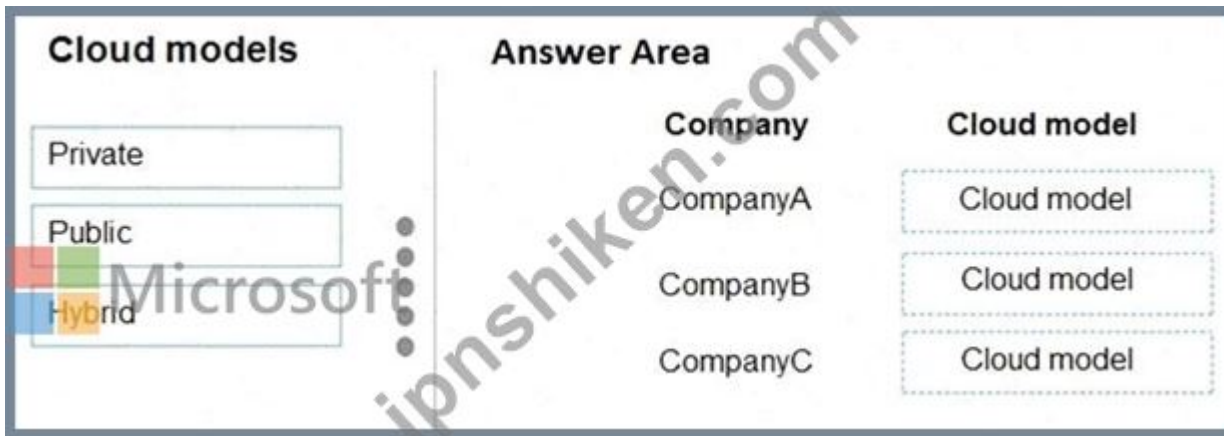 Cloud models
Private
Public
Hybrid
Microsoft
Answer Area
Company Cloud model
CompanyA Cloud model
CompanyB Cloud model
CompanyC Cloud model
jpnshiken.com